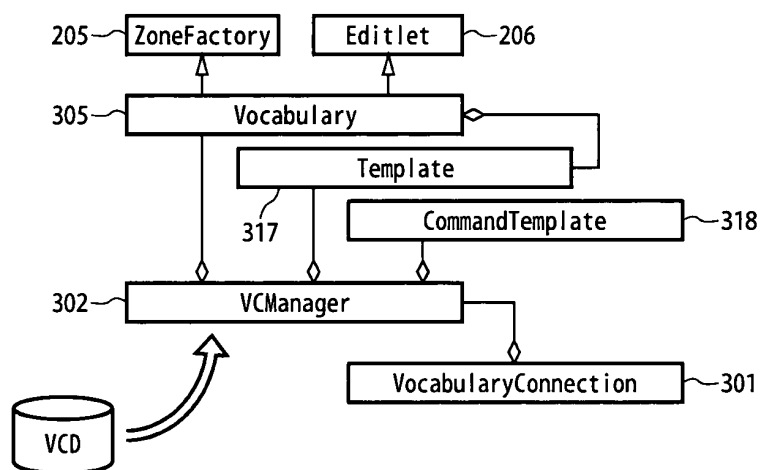 205 ZoneFactory Editlet 206
305 Vocabulary
Template
317 CommandTemplate 318
302 VCManager
VocabularyConnection 301
VCD